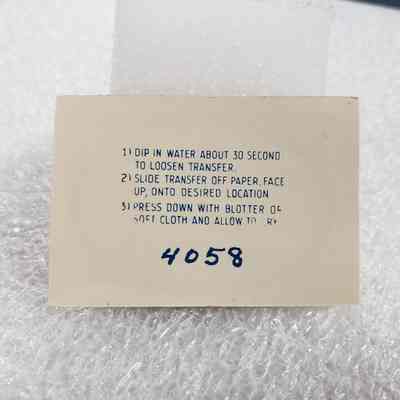 1) DIP IN WATER ABOUT 30 SECOND
TO LOOSEN TRANSFER.
2) SLIDE TRANSFER OFF PAPER, FACE
UP, ONTO DESIRED LOCATION
3) PRESS DOWN WITH BLOTTER OR
SOFT CLOTH AND ALLOW TO
4058